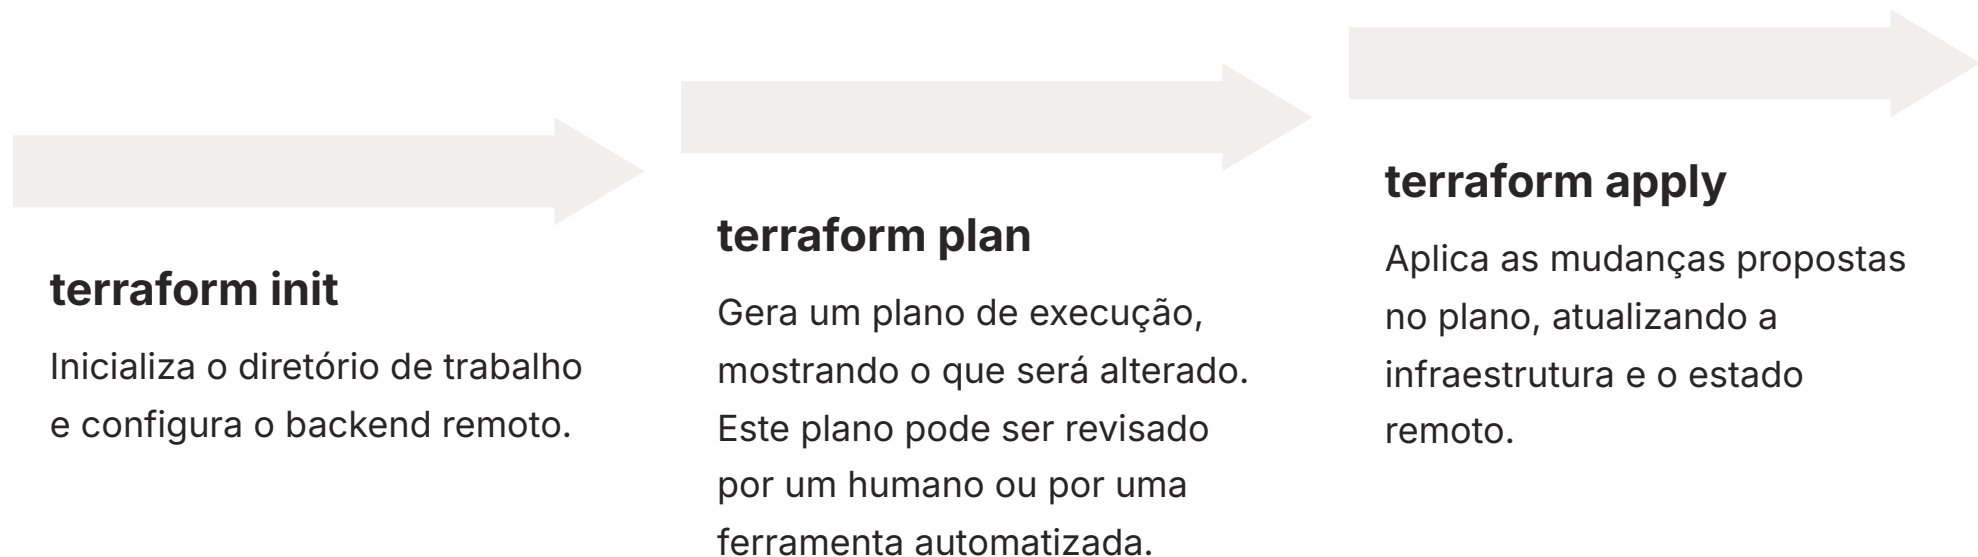 terraform init
Inicializa o diretório de trabalho
e configura o backend remoto.
terraform plan
Gera um plano de execução,
mostrando o que será alterado.
Este plano pode ser revisado
por um humano ou por uma
ferramenta automatizada.
terraform apply
Aplica as mudanças propostas
no plano, atualizando a
infraestrutura e o estado
remoto.